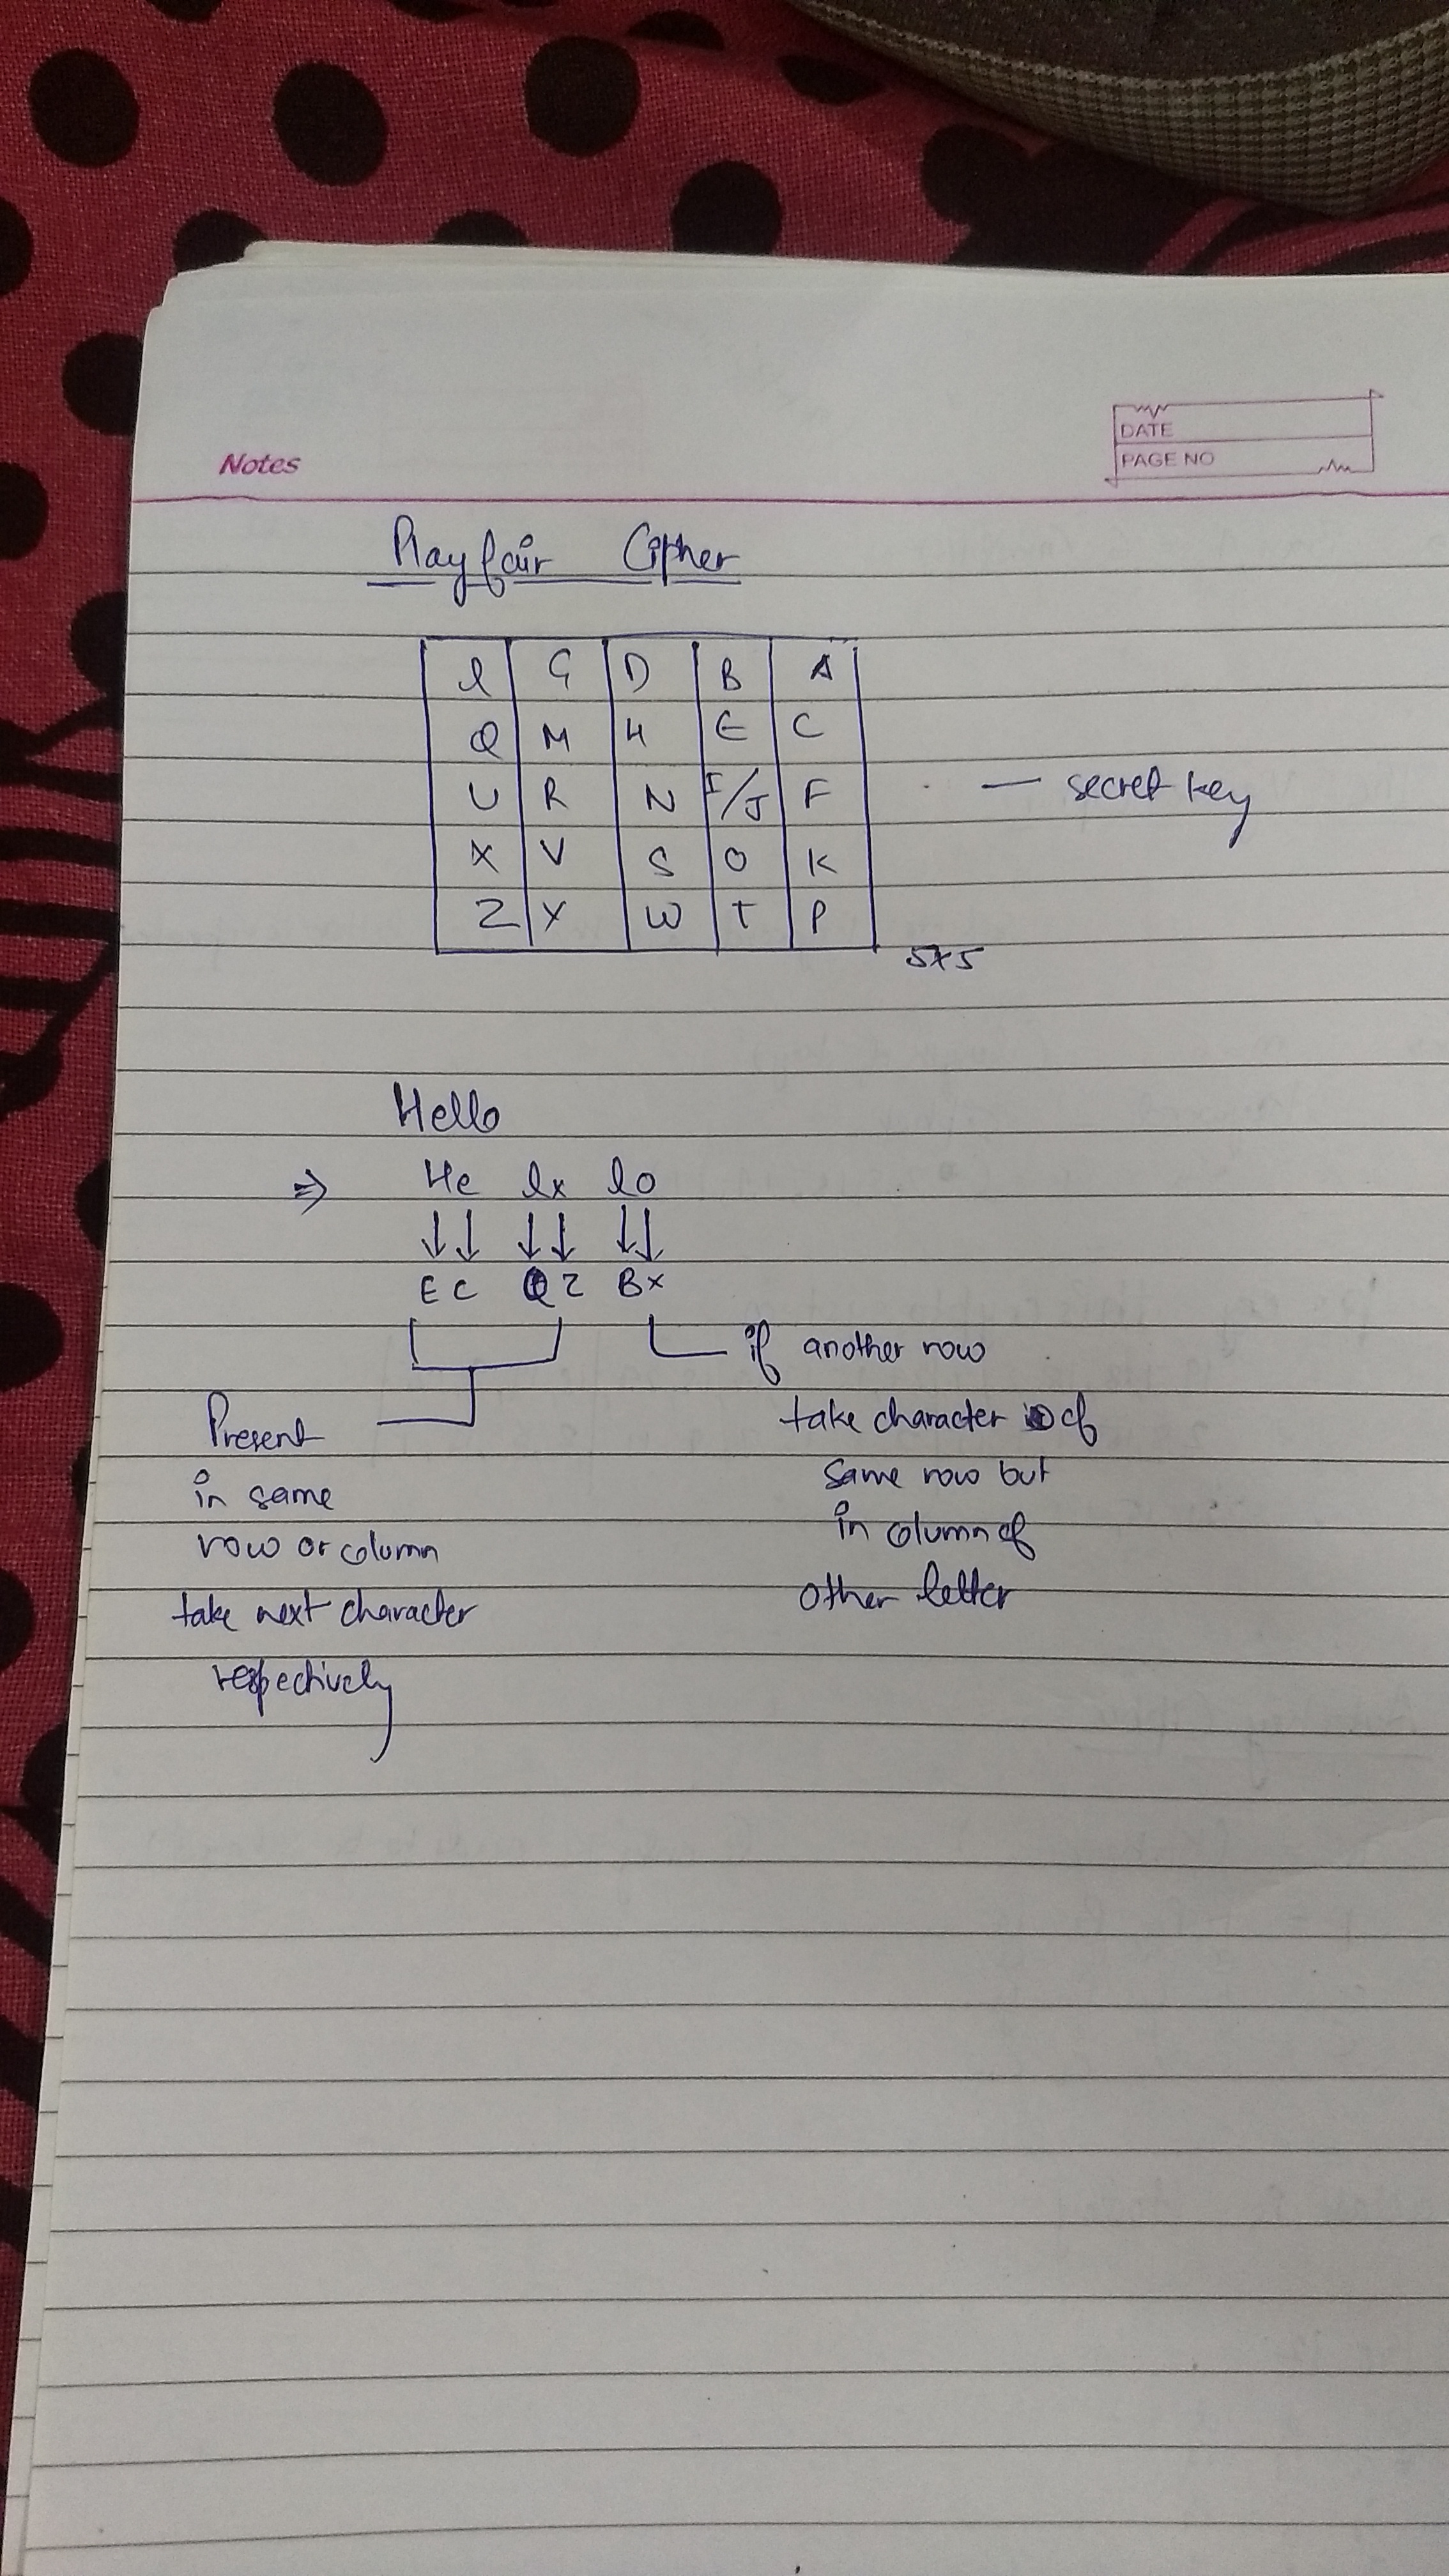 Notes
DATE
PAGE NO
Playfair Cipher
l G D B A
Q M H E C
U R N I/J F
X V S O K
Z Y W T P
— secret key
5x5
Hello
⇒ He lx lo
↓↓ ↓↓ ↓↓
EC QZ BX
if another row
take character of
same row but
in column of
other letter
Present
in same
row or column
take next character
respectively